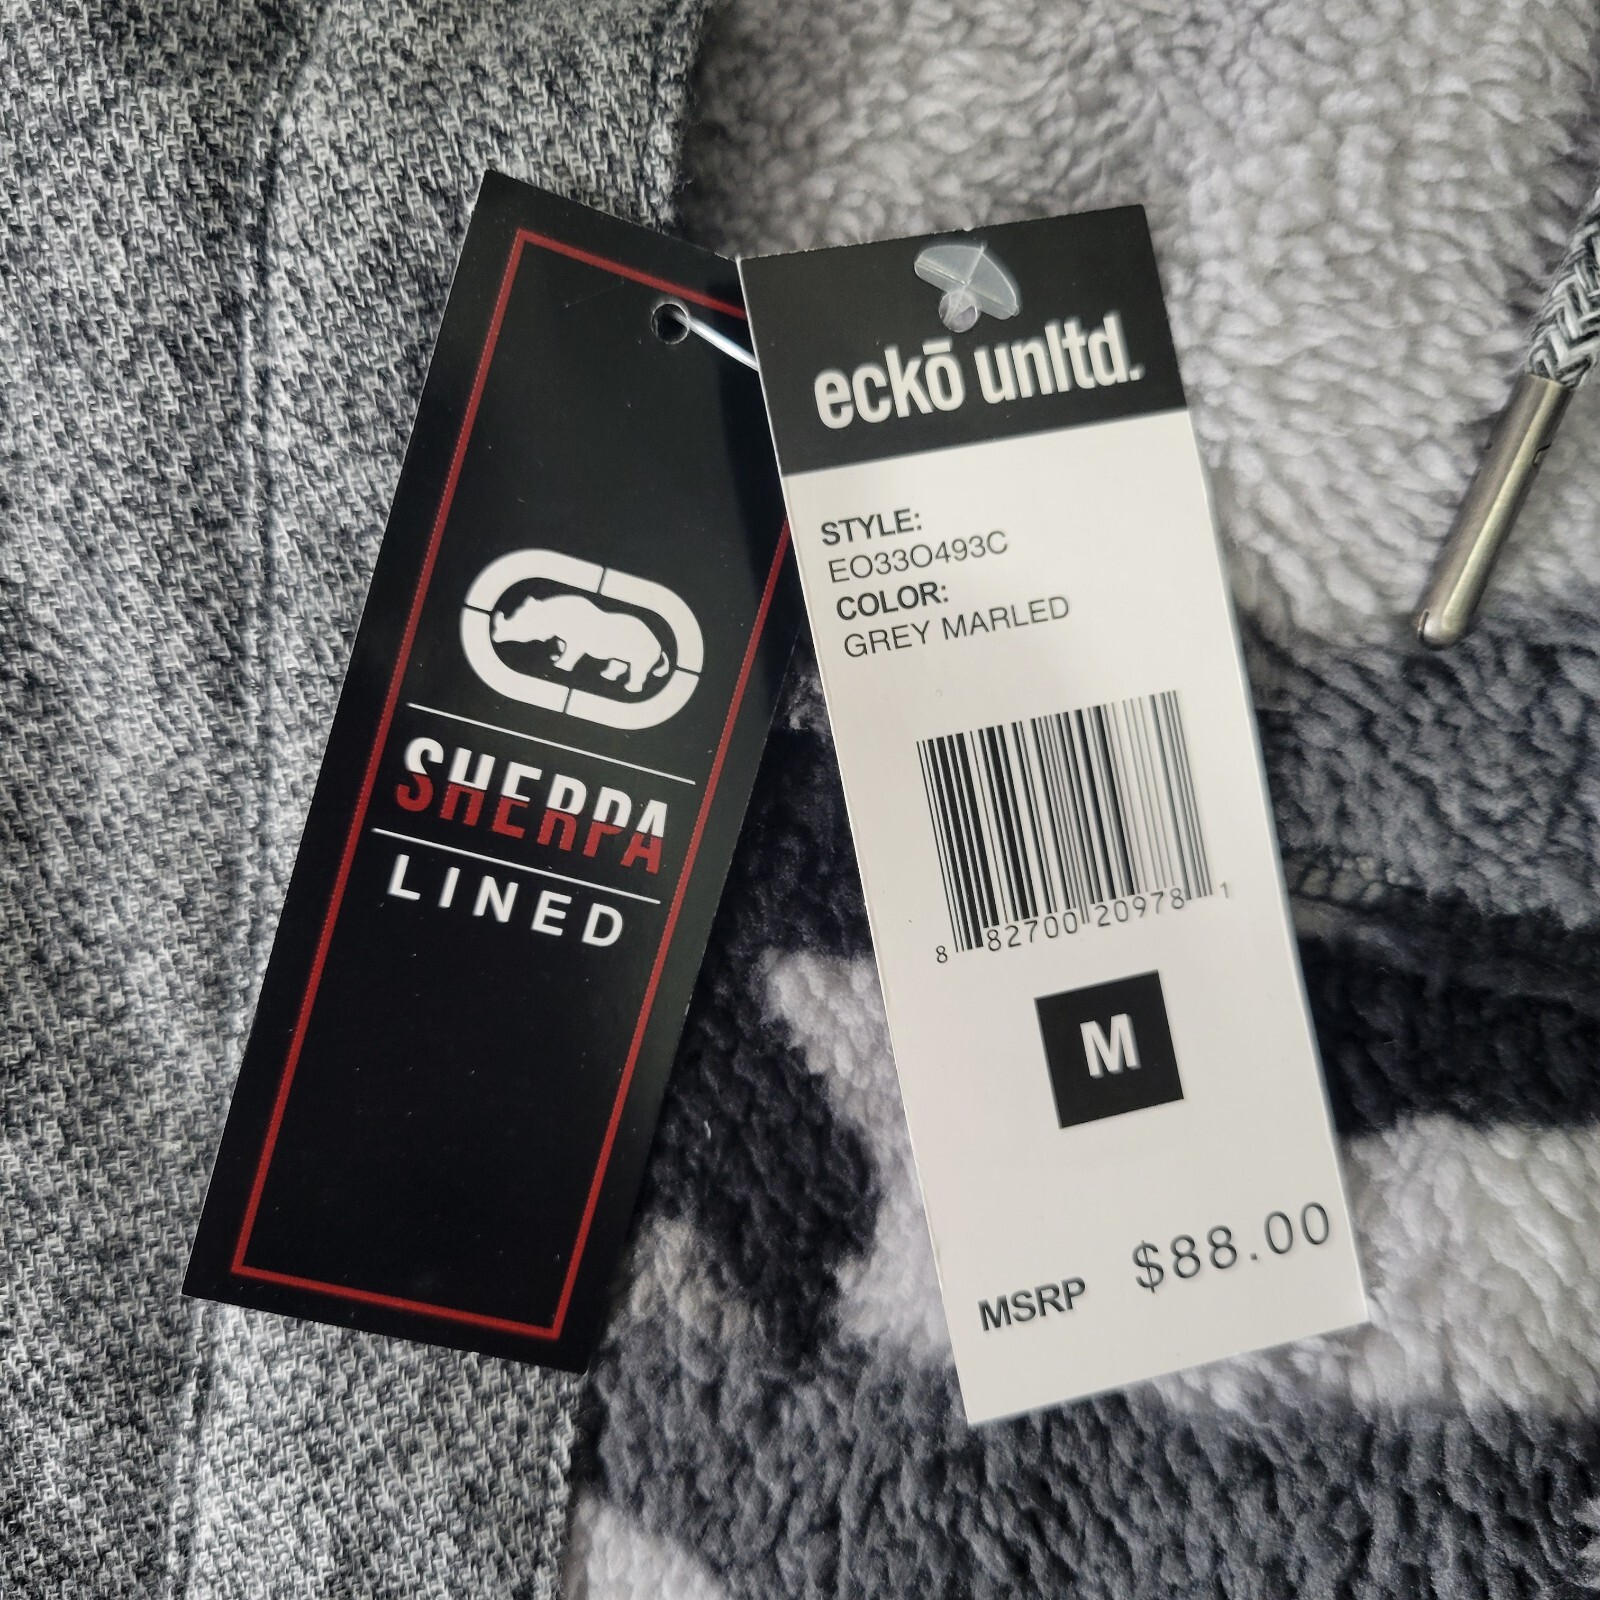 SHERPA
LINED
eckō unltd.
STYLE:
EO33O493C
COLOR:
GREY MARLED
8 82700 20978 1
M
MSRP $88.00